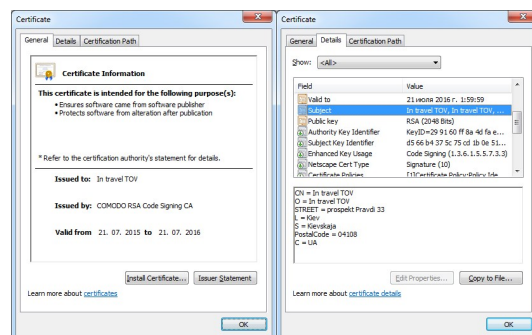 Certificate
General Details Certification Path
Certificate Information
This certificate is intended for the following purpose(s):
• Ensures software came from software publisher
• Protects software from alteration after publication
* Refer to the certification authority's statement for details.
Issued to: In travel TOV
Issued by: COMODO RSA Code Signing CA
Valid from 21. 07. 2015 to 21. 07. 2016
Install Certificate... Issuer Statement
Learn more about certificates
OK
Certificate
General Details Certification Path
Show: <All>
Field Value
Valid to 21 июля 2016 г. 1:59:59
Subject In travel TOV, In travel TOV, ...
Public key RSA (2048 Bits)
Authority Key Identifier KeyID=29 91 60 ff 8a 4d fa e...
Subject Key Identifier d5 66 b4 37 5c 75 cd 1b 0e 51...
Enhanced Key Usage Code Signing (1.3.6.1.5.5.7.3.3)
Netscape Cert Type Signature (10)
Certificate Policies [1]Certificate Policy:Policy Ide...
CN = In travel TOV
O = In travel TOV
STREET = prospekt Pravdi 33
L = Kiev
S = Kievskaja
PostalCode = 04108
C = UA
Edit Properties... Copy to File...
Learn more about certificate details
OK